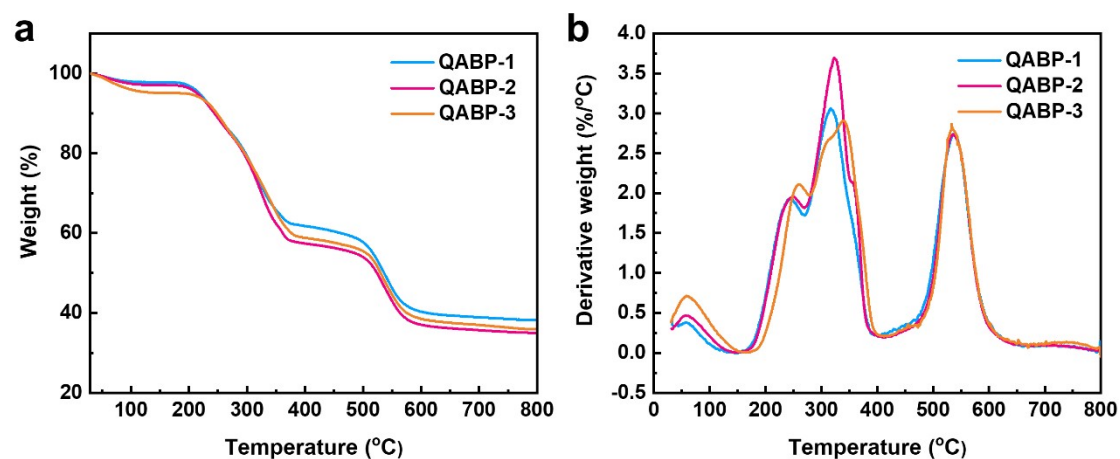 a
QABP-1
QABP-2
QABP-3
Weight (%)
100
80
60
40
20
100 200 300 400 500 600 700 800
Temperature (°C)
b
QABP-1
QABP-2
QABP-3
Derivative weight (%/°C)
4.0
3.5
3.0
2.5
2.0
1.5
1.0
0.5
0.0
-0.5
0 100 200 300 400 500 600 700 800
Temperature (°C)